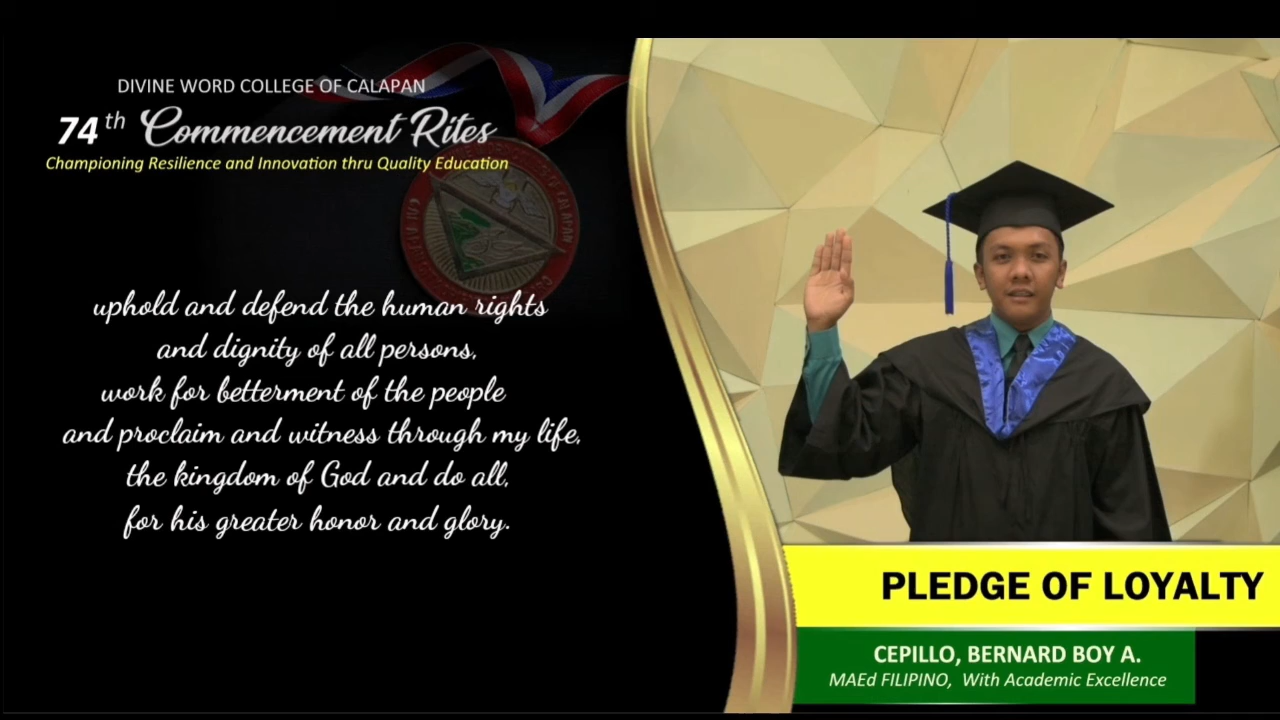 DIVINE WORD COLLEGE OF CALAPAN
74th Commencement Rites
Championing Resilience and Innovation thru Quality Education
uphold and defend the human rights
and dignity of all persons,
work for betterment of the people
and proclaim and witness through my life,
the kingdom of God and do all,
for his greater honor and glory.
PLEDGE OF LOYALTY
CEPILLO, BERNARD BOY A.
MAEd FILIPINO, With Academic Excellence